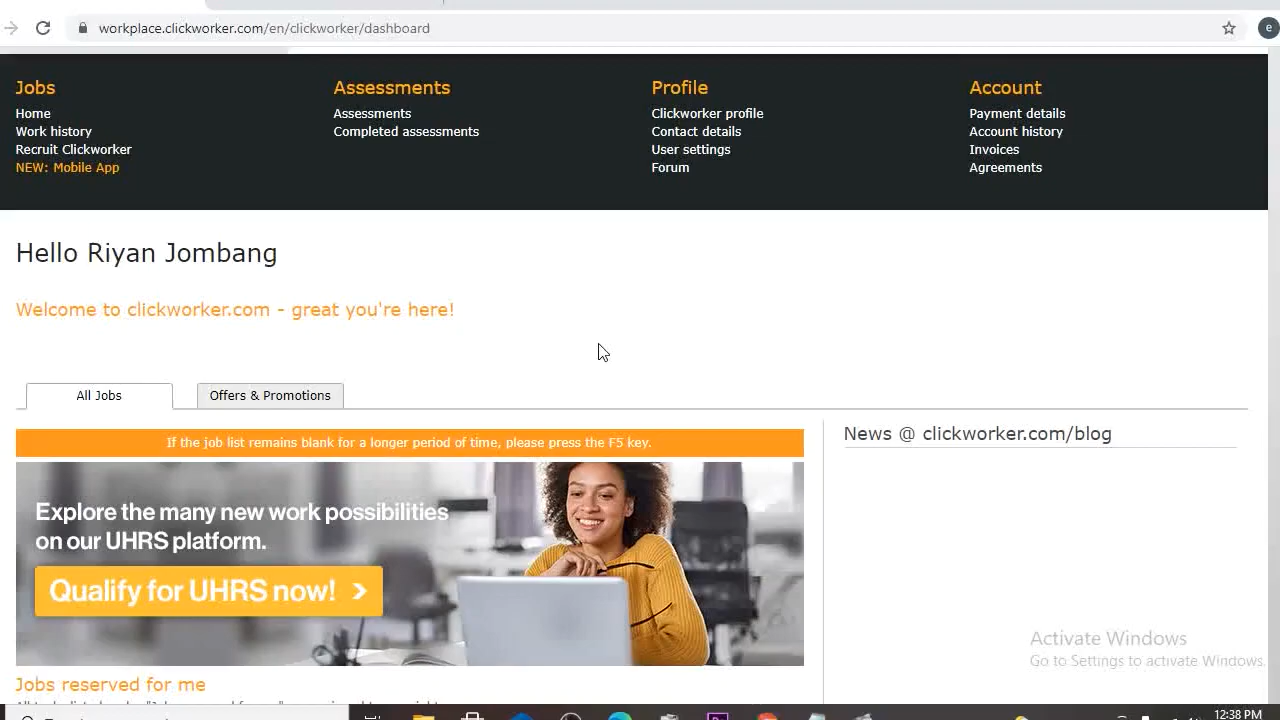 workplace.clickworker.com/en/clickworker/dashboard
e
Jobs
Home
Work history
Recruit Clickworker
NEW: Mobile App
Assessments
Assessments
Completed assessments
Profile
Clickworker profile
Contact details
User settings
Forum
Account
Payment details
Account history
Invoices
Agreements
Hello Riyan Jombang
Welcome to clickworker.com - great you're here!
All Jobs
Offers & Promotions
If the job list remains blank for a longer period of time, please press the F5 key.
Explore the many new work possibilities
on our UHRS platform.
Qualify for UHRS now! >
Jobs reserved for me
News @ clickworker.com/blog
Activate Windows
Go to Settings to activate Windows.
12:38 PM